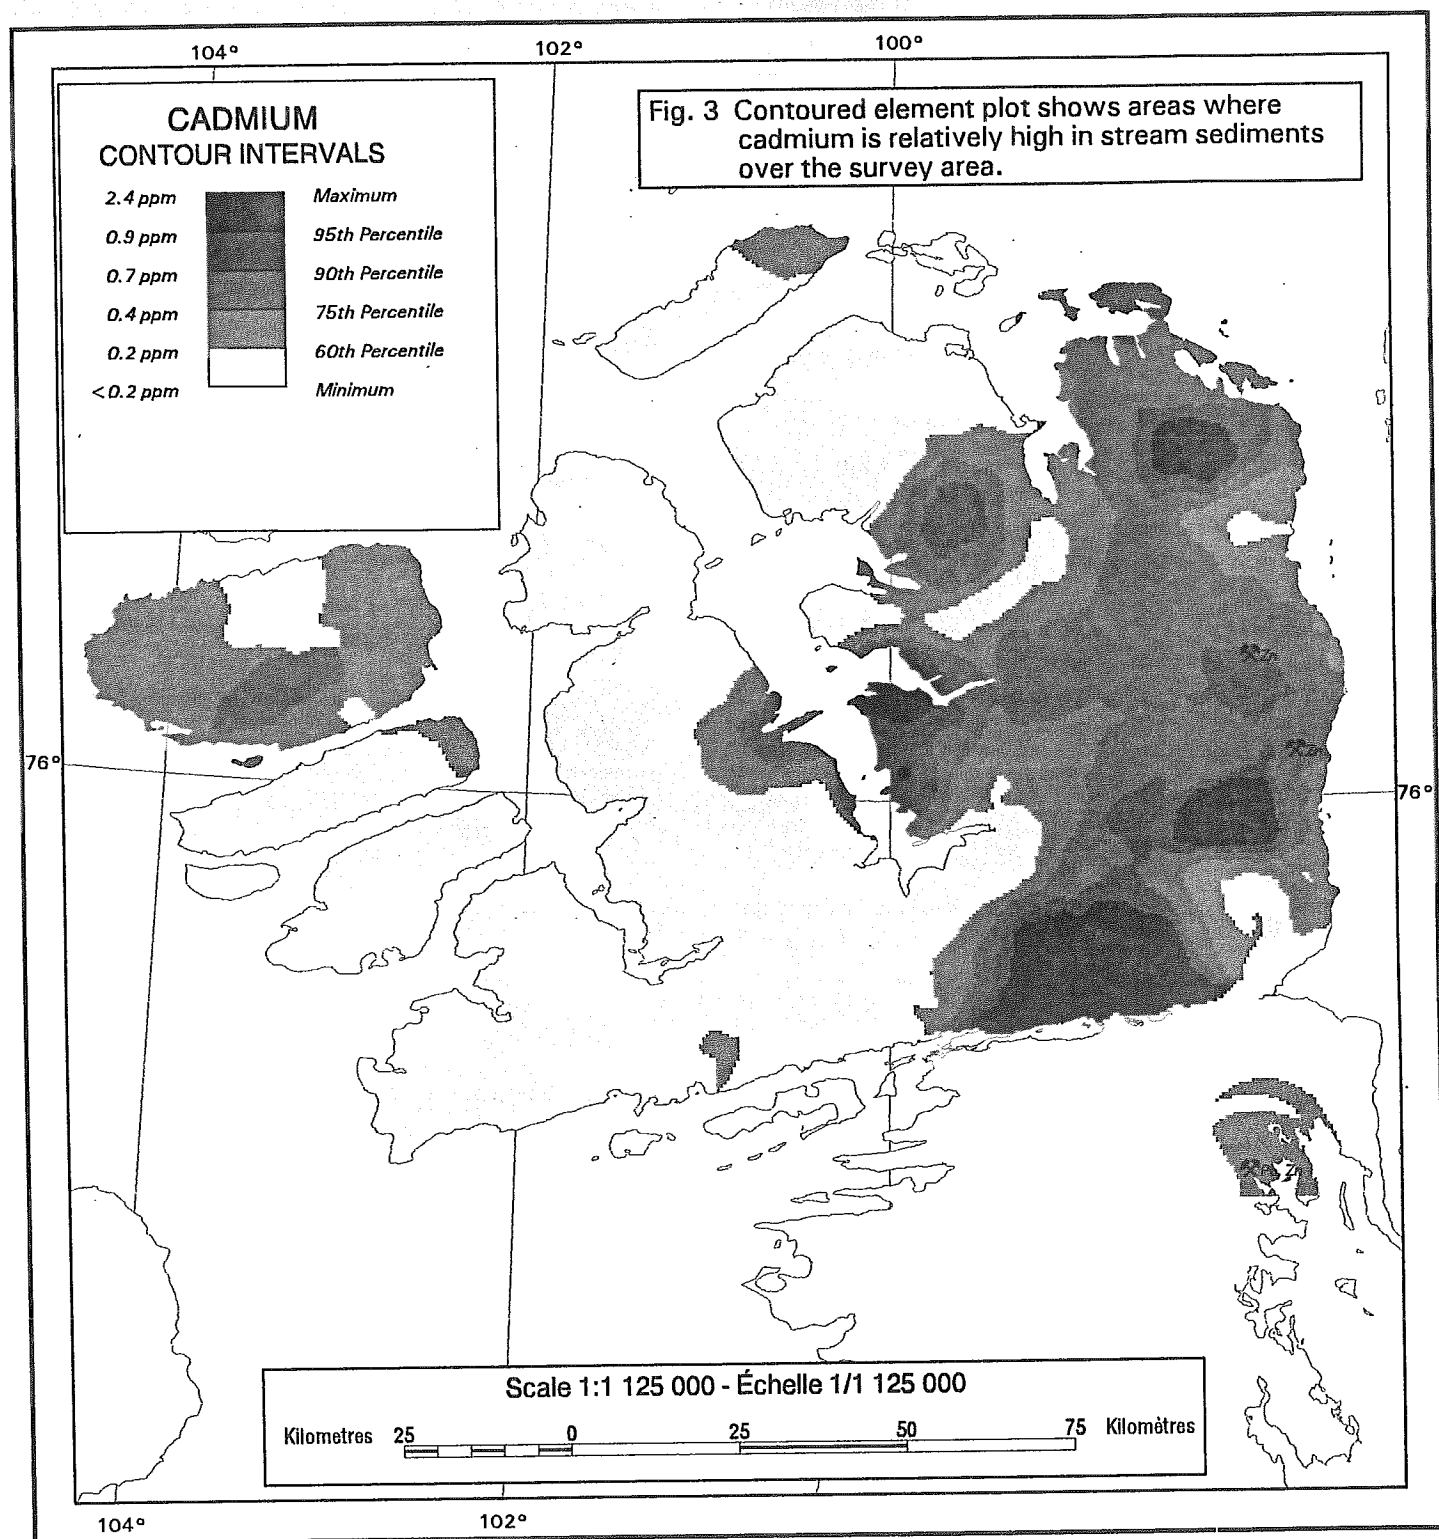 104° 102° 100°
CADMIUM
CONTOUR INTERVALS
2.4 ppm Maximum
0.9 ppm 95th Percentile
0.7 ppm 90th Percentile
0.4 ppm 75th Percentile
0.2 ppm 60th Percentile
<0.2 ppm Minimum
Fig. 3 Contoured element plot shows areas where
cadmium is relatively high in stream sediments
over the survey area.
76° 76°
Scale 1:1 125 000 - Échelle 1/1 125 000
Kilometres 25 0 25 50 75 Kilomètres
104° 102°